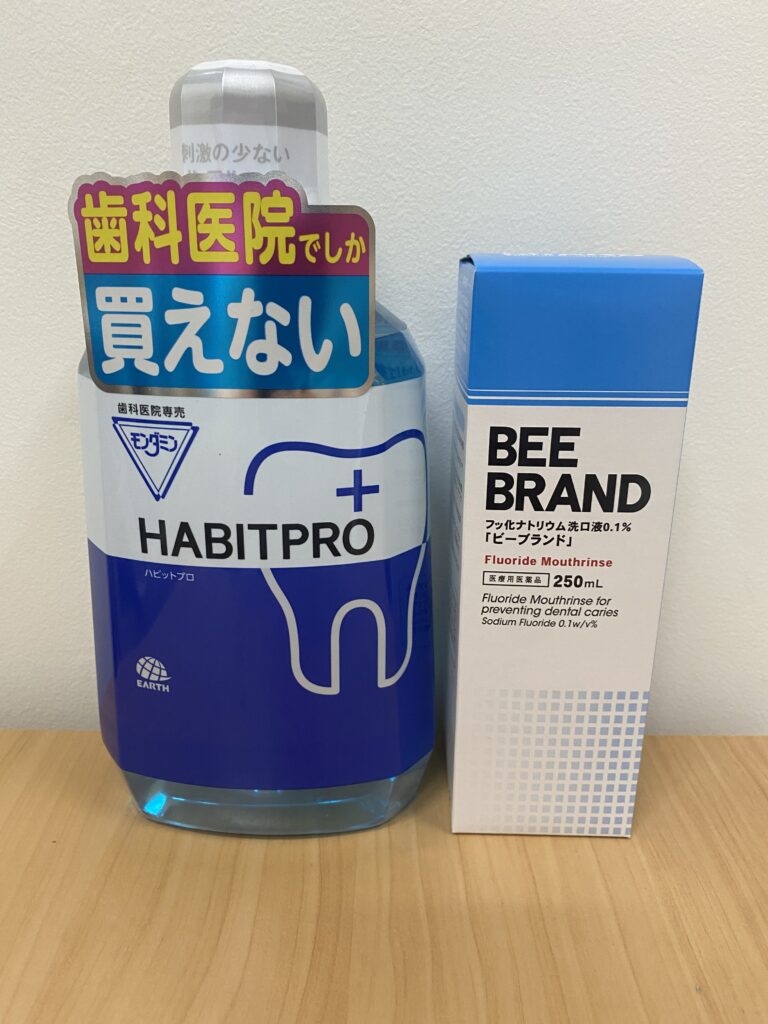 刺激の少ない
歯科医院でしか
買えない
歯科医院専売
モンダミン
HABITPRO
ハビットプロ
EARTH
BEE
BRAND
フッ化ナトリウム洗口液0.1%
「ビーブランド」
Fluoride Mouthrinse
医療用医薬品 250mL
Fluoride Mouthrinse for
preventing dental caries
Sodium Fluoride 0.1w/v%